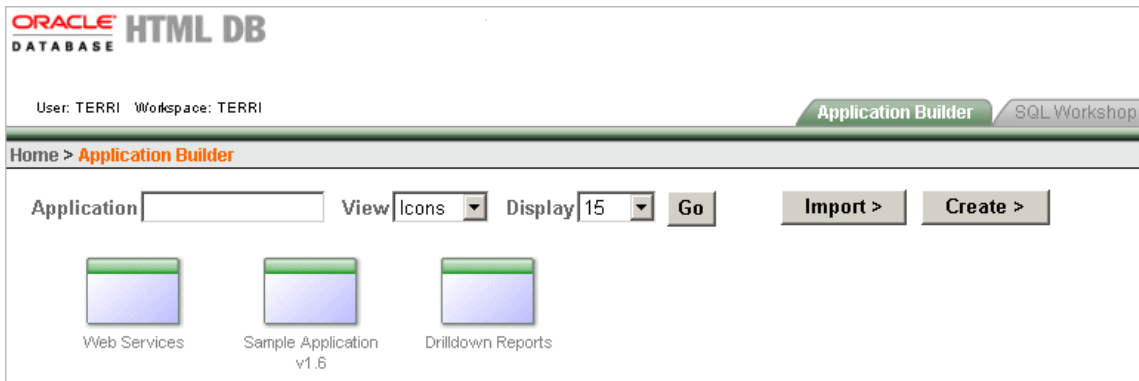 ORACLE HTML DB
DATABASE
User: TERRI Workspace: TERRI
Application Builder SQL Workshop
Home > Application Builder
Application View Icons Display 15 Go Import > Create >
Web Services Sample Application Drilldown Reports
v1.6